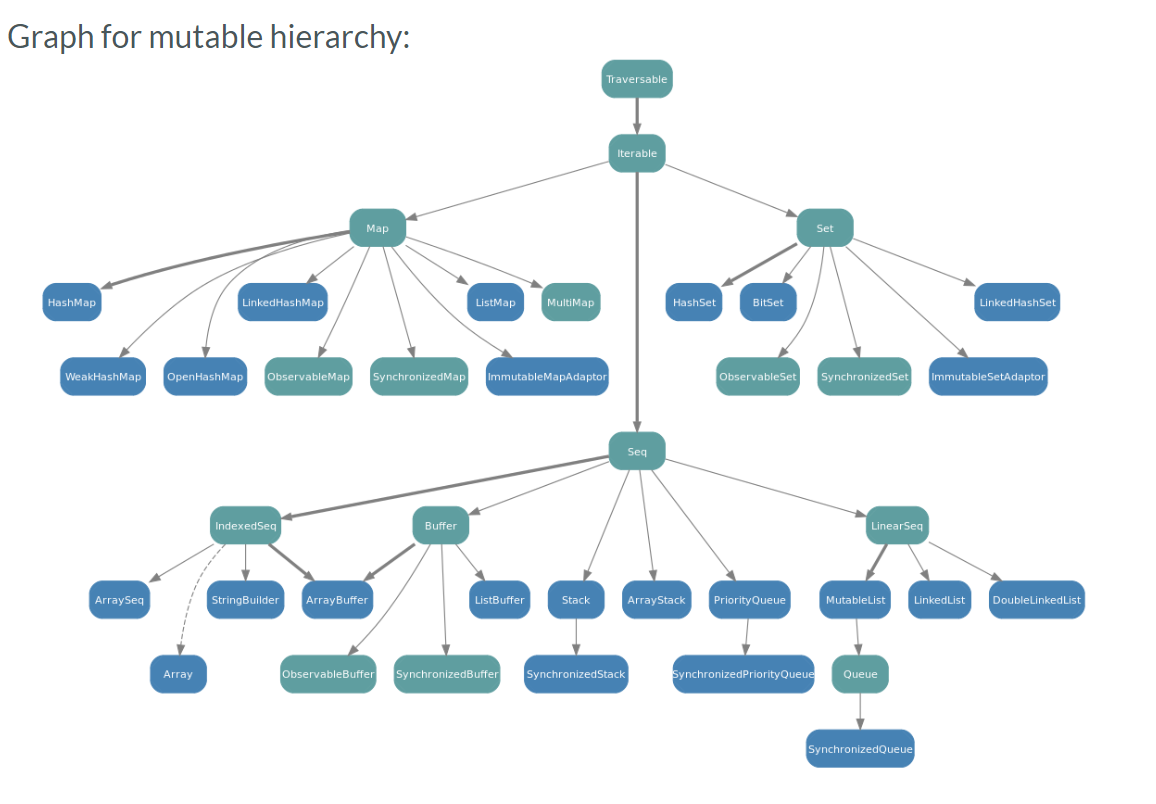 Graph for mutable hierarchy:
Traversable
Iterable
Map
Set
HashMap
LinkedHashMap
ListMap
MultiMap
HashSet
BitSet
LinkedHashSet
WeakHashMap
OpenHashMap
ObservableMap
SynchronizedMap
ImmutableMapAdaptor
ObservableSet
SynchronizedSet
ImmutableSetAdaptor
Seq
IndexedSeq
Buffer
LinearSeq
ArraySeq
StringBuilder
ArrayBuffer
ListBuffer
Stack
ArrayStack
PriorityQueue
MutableList
LinkedList
DoubleLinkedList
Array
ObservableBuffer
SynchronizedBuffer
SynchronizedStack
SynchronizedPriorityQueue
Queue
SynchronizedQueue